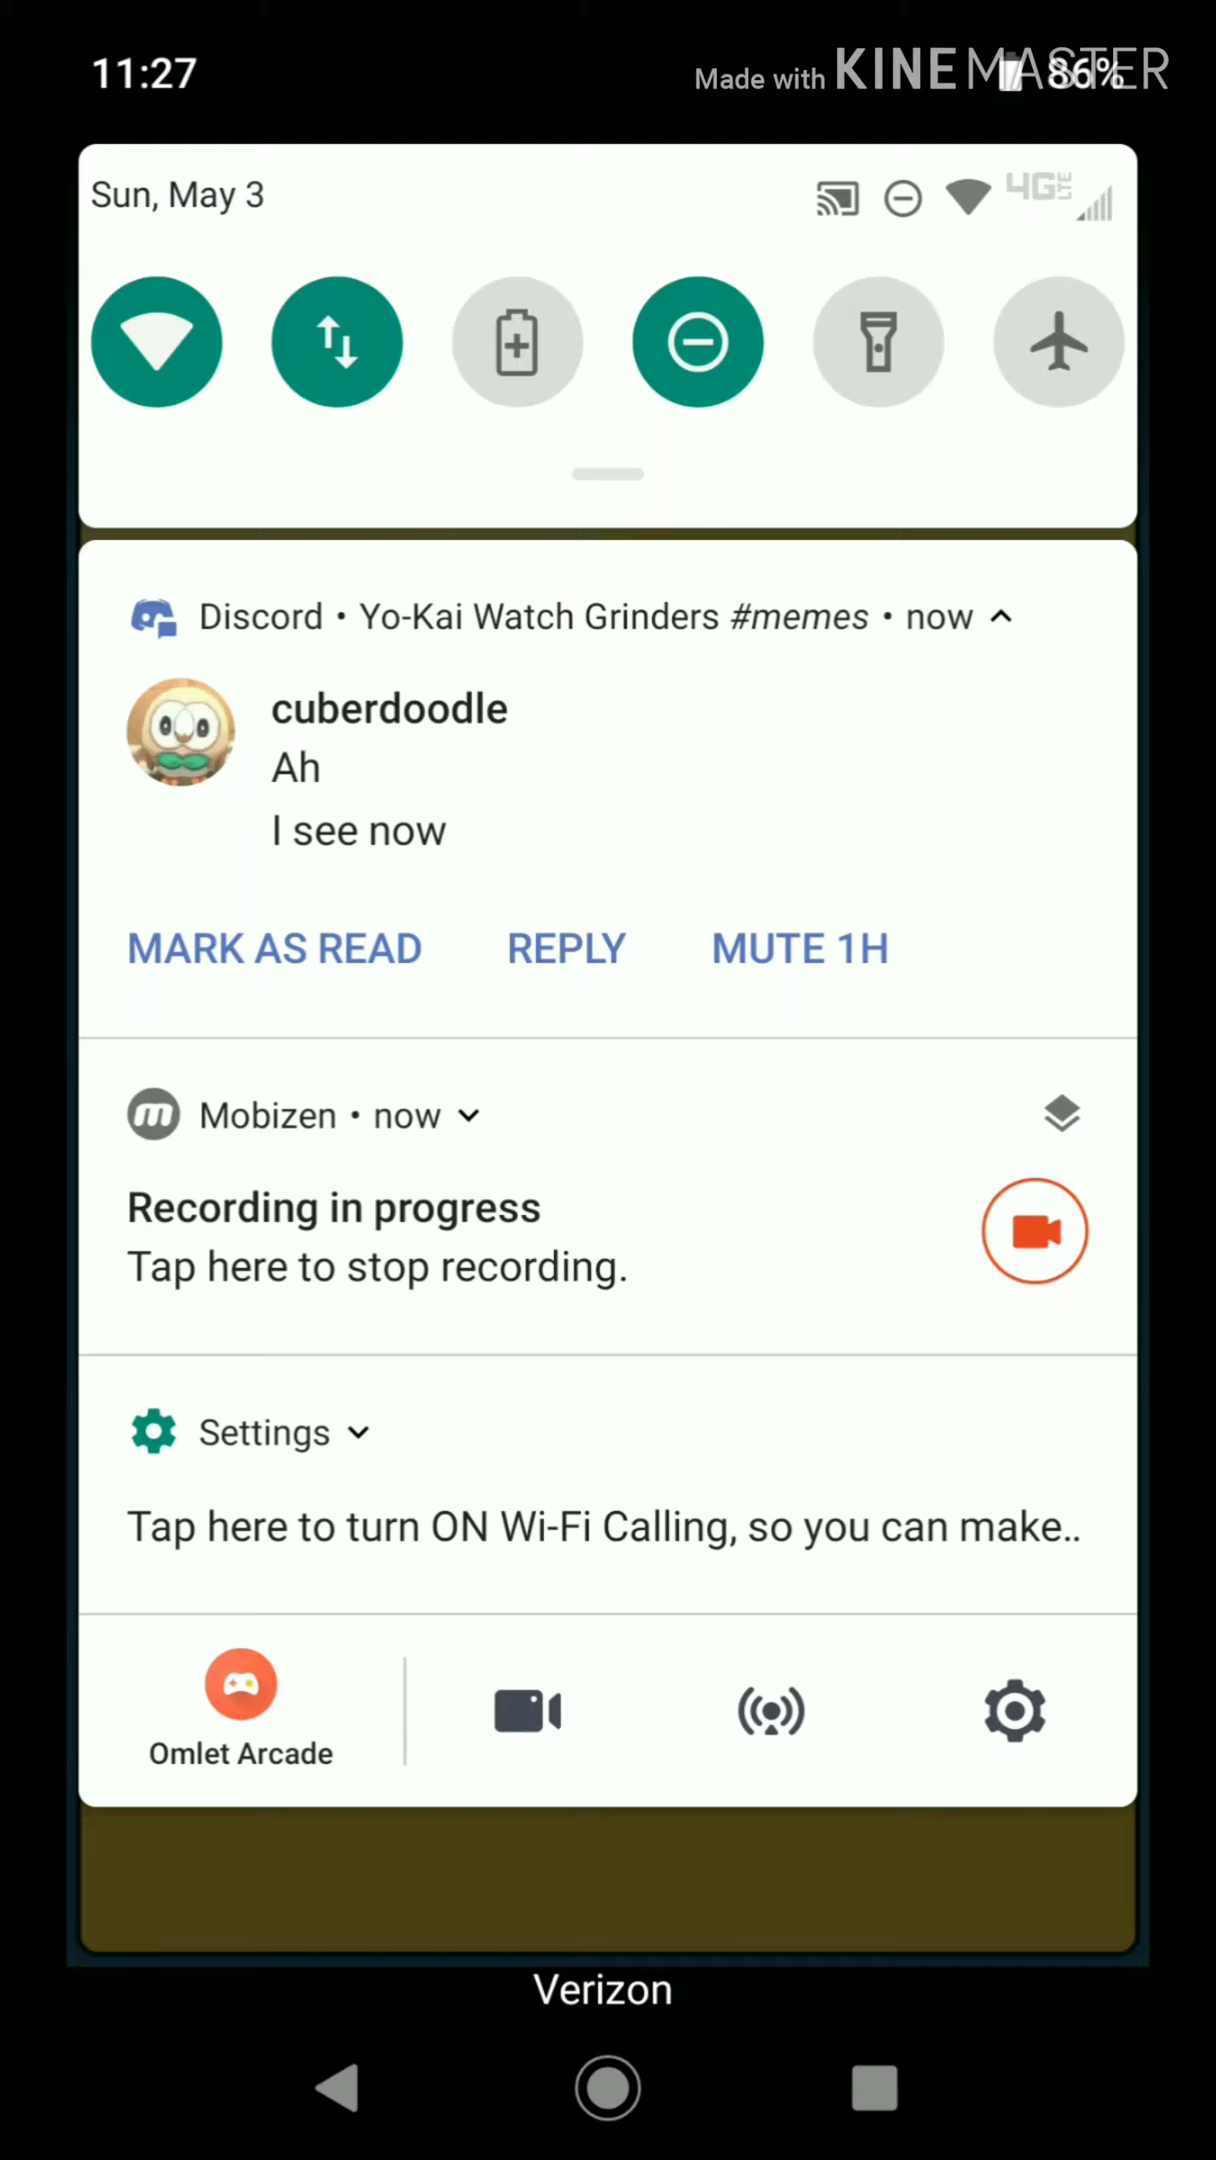 11:27
Made with KINEMASTER
86%
Sun, May 3
4G LTE
Discord • Yo-Kai Watch Grinders #memes • now
cuberdoodle
Ah
I see now
MARK AS READ REPLY MUTE 1H
Mobizen • now
Recording in progress
Tap here to stop recording.
Settings
Tap here to turn ON Wi-Fi Calling, so you can make..
Omlet Arcade
Verizon